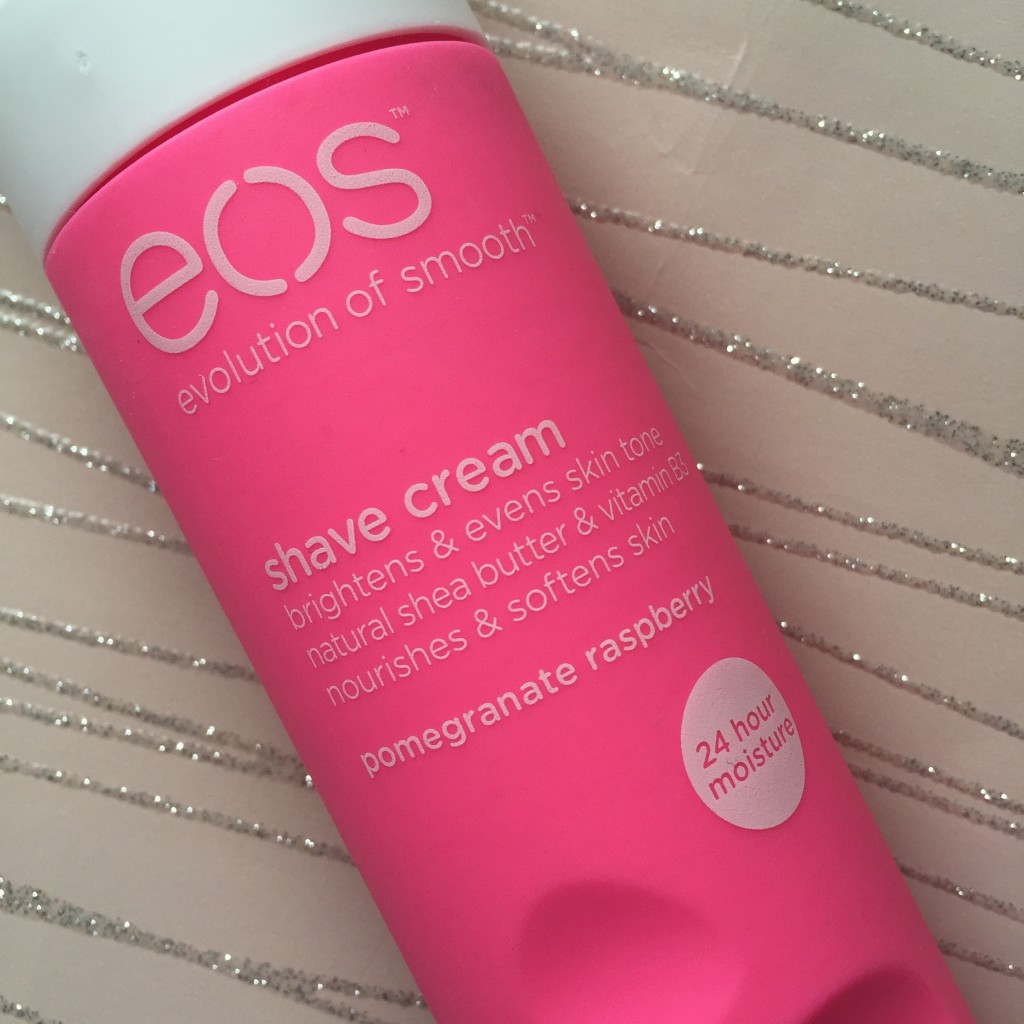 eos™
evolution of smooth™
shave cream
brightens & evens skin tone
natural shea butter & vitamin B3
nourishes & softens skin
pomegranate raspberry
24 hour
moisture